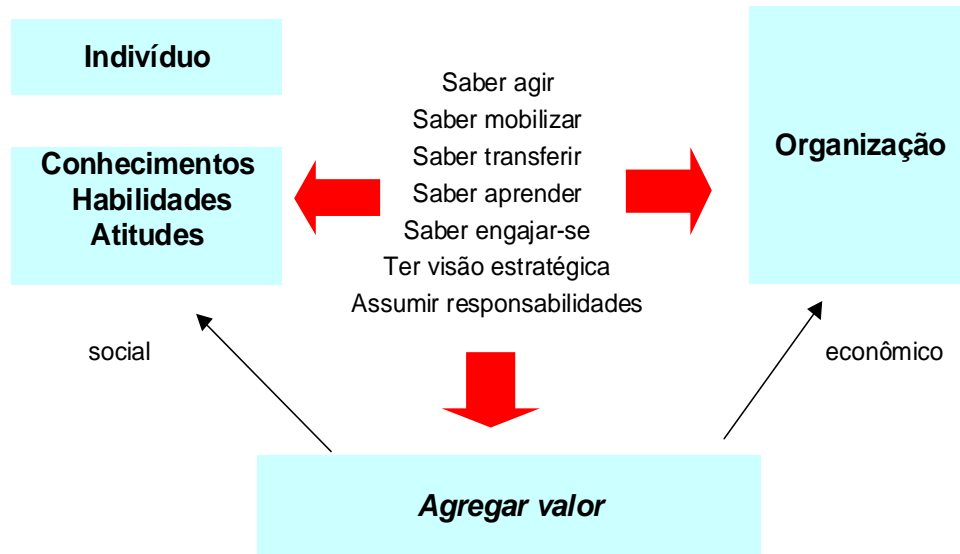 Indivíduo
Conhecimentos
Habilidades
Atitudes
Saber agir
Saber mobilizar
Saber transferir
Saber aprender
Saber engajar-se
Ter visão estratégica
Assumir responsabilidades
Organização
social
econômico
Agregar valor